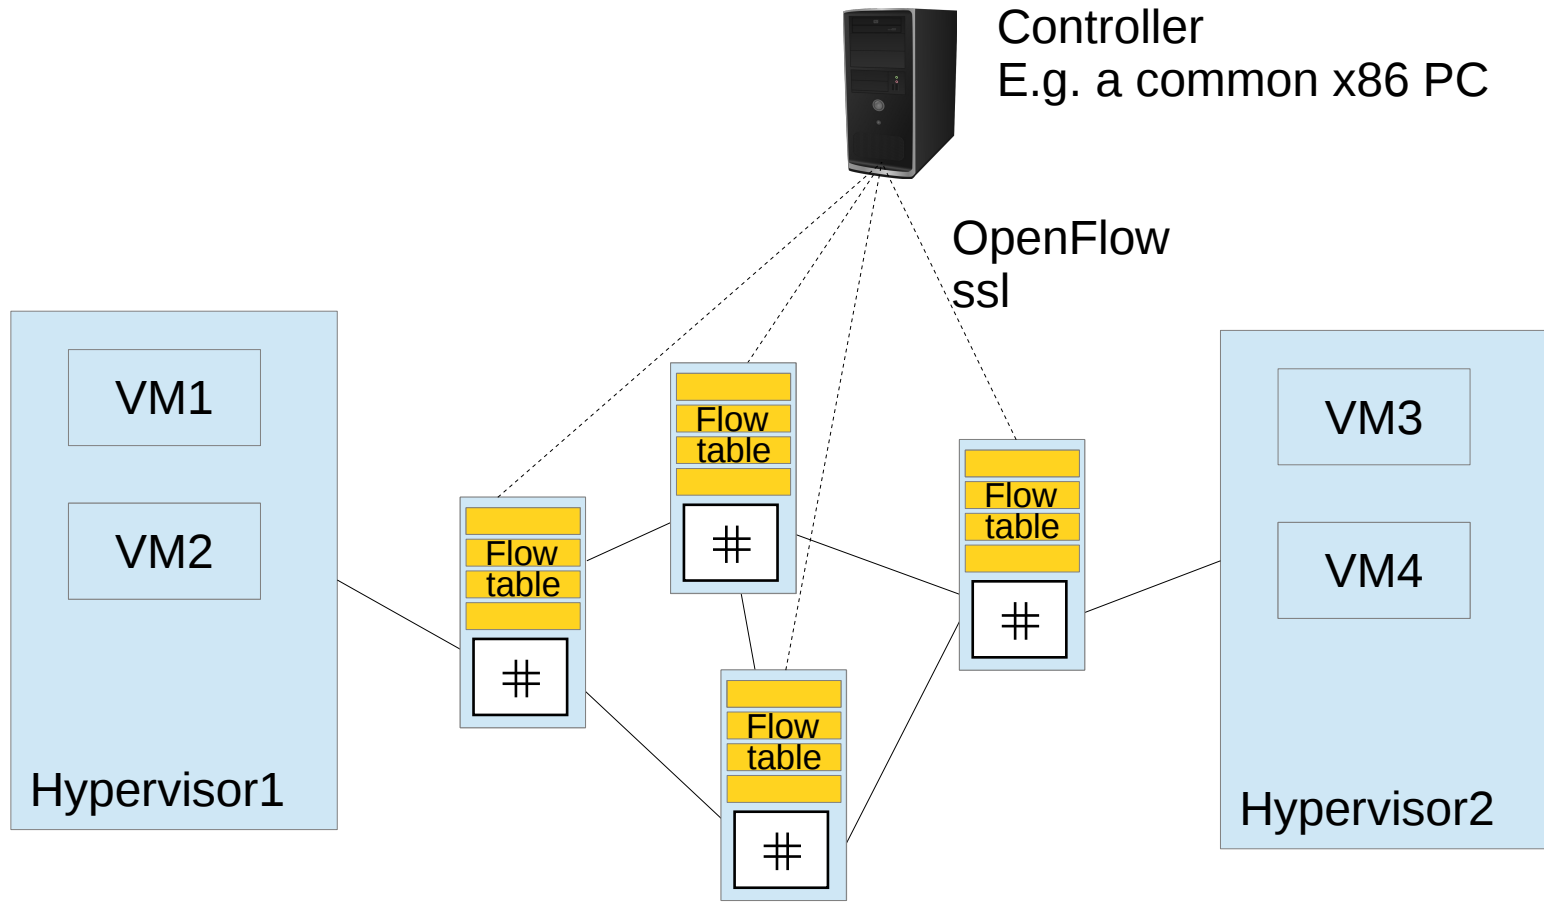 Controller
E.g. a common x86 PC
OpenFlow
ssl
VM1
VM2
Hypervisor1
Flow
table
#
Flow
table
#
Flow
table
#
Flow
table
#
VM3
VM4
Hypervisor2